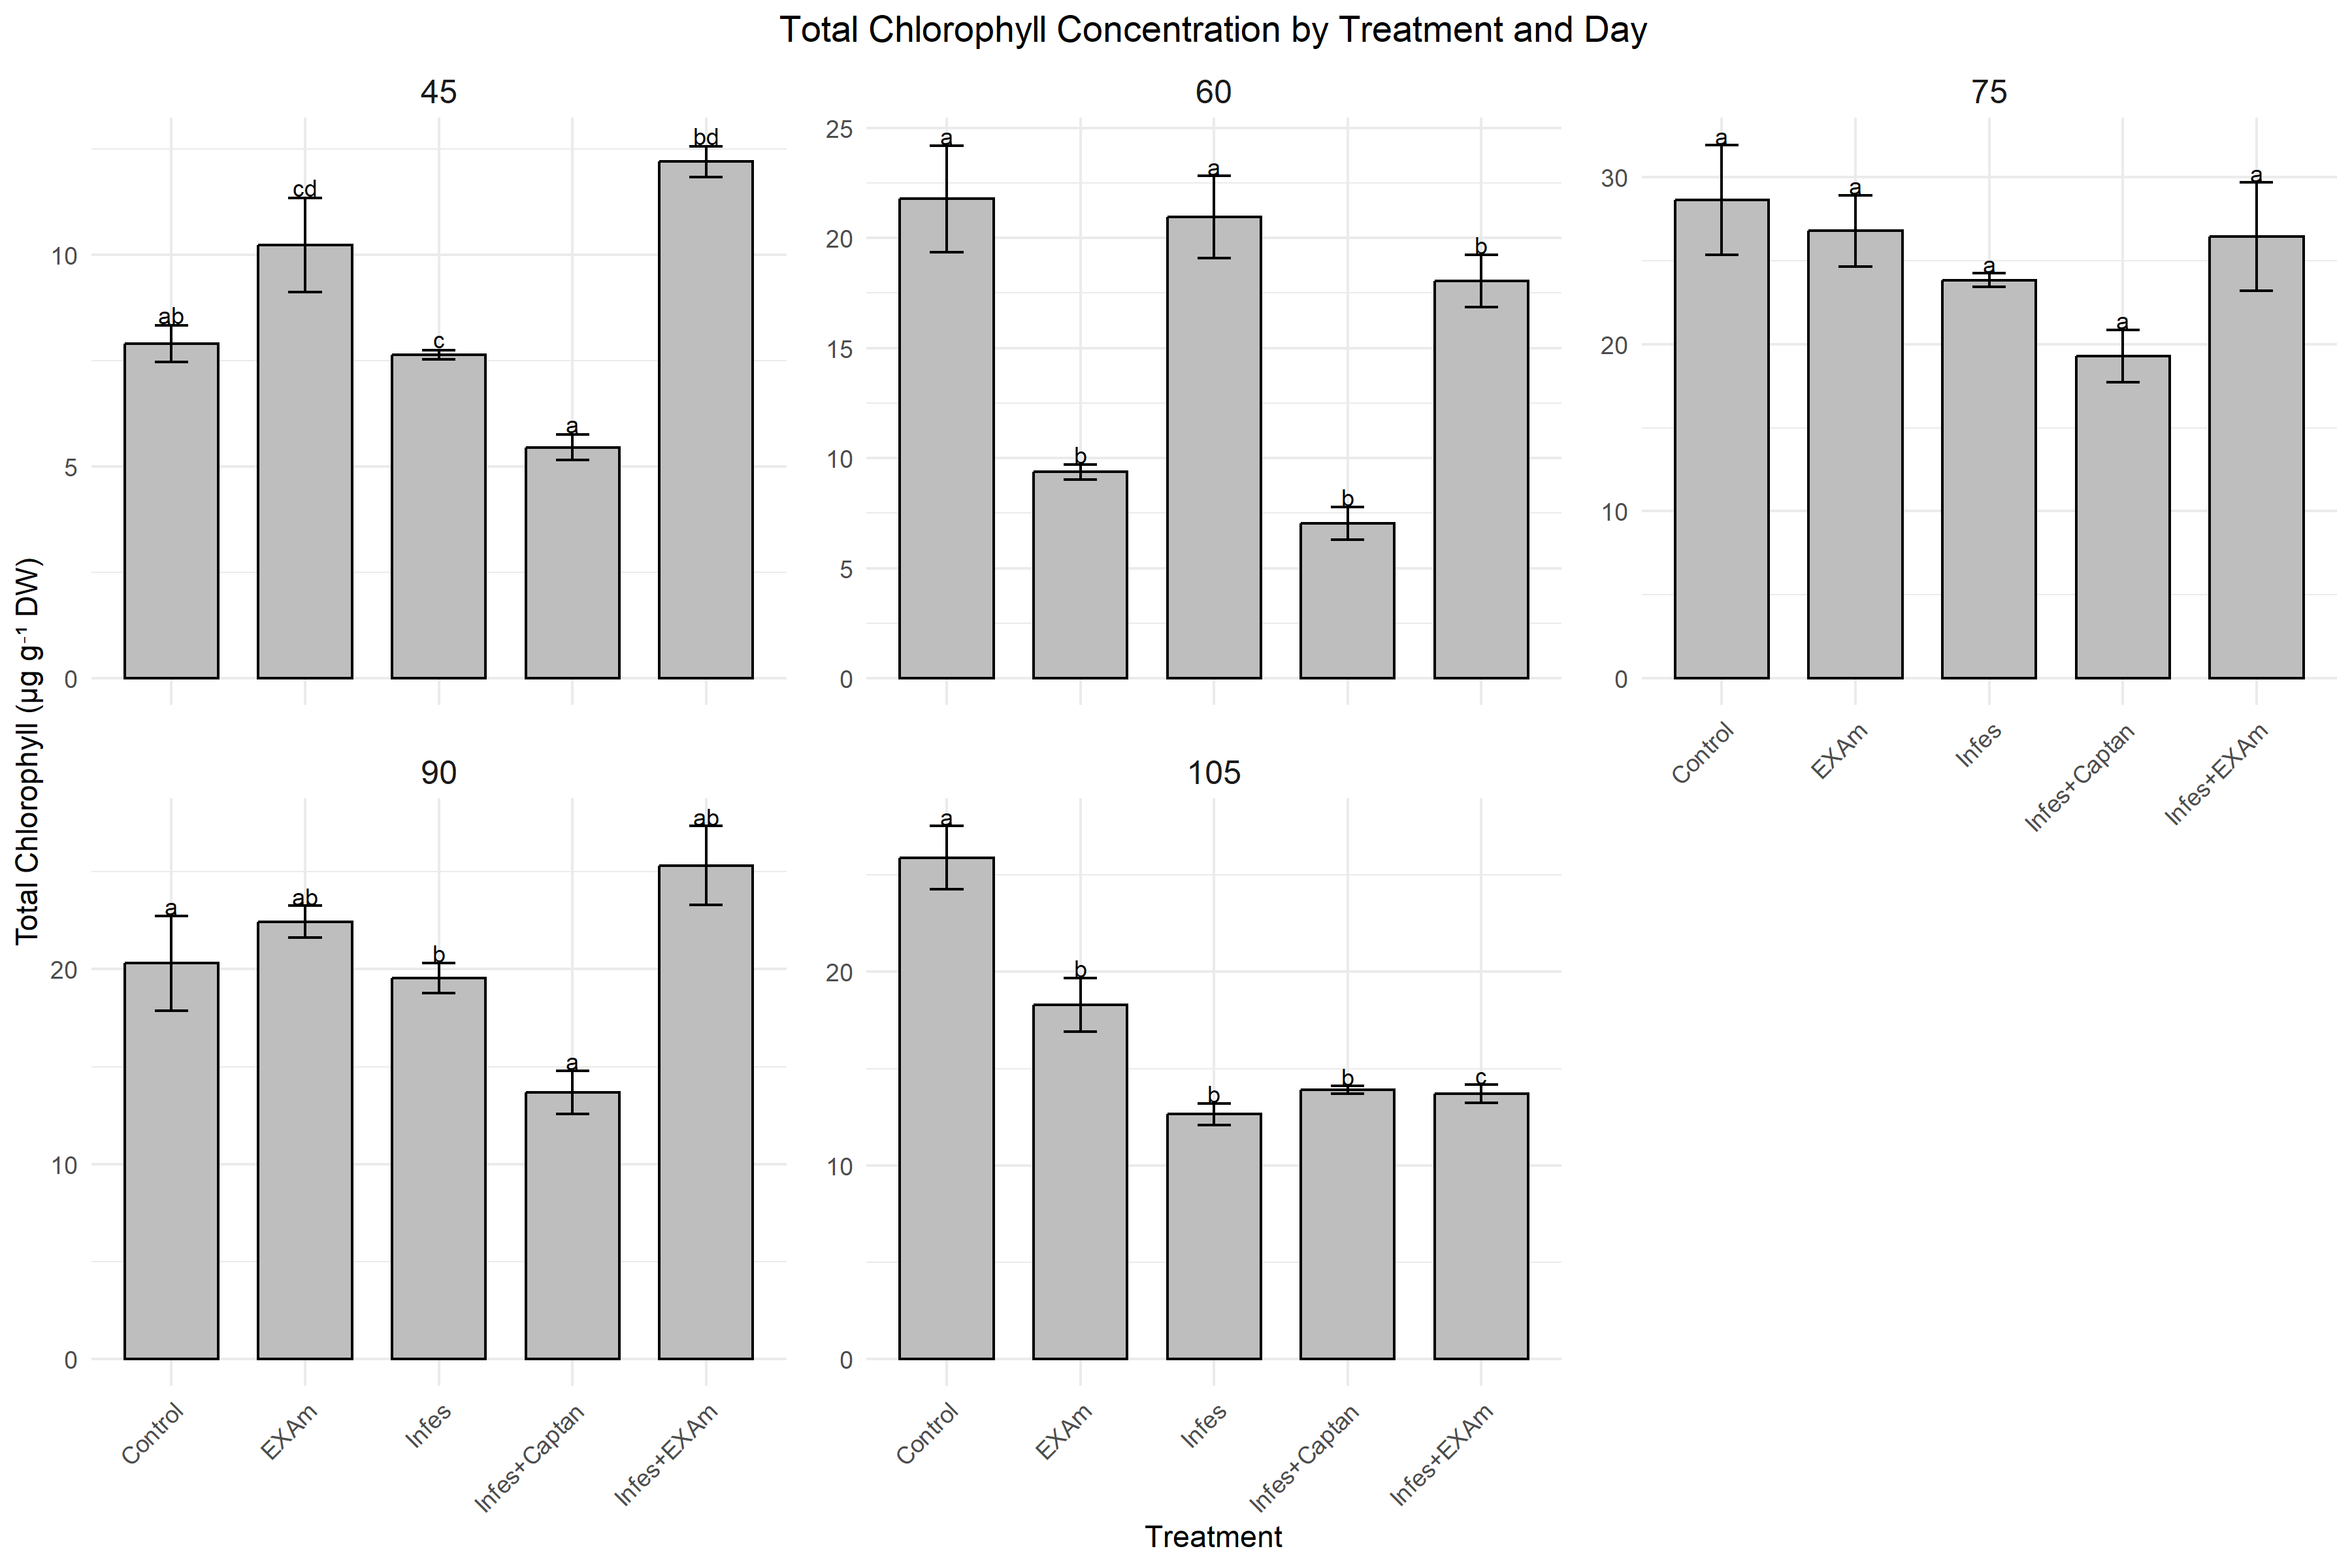 Total Chlorophyll Concentration by Treatment and Day
45
60
75
bd
cd
ab
c
a
10
5
0
a
a
b
b
b
25
20
15
10
5
0
a
a
a
a
a
30
20
10
0
Control
EXAm
Infes
Infes+Captan
Infes+EXAm
Total Chlorophyll (µg g⁻¹ DW)
90
105
a
ab
b
a
ab
20
10
0
Control
EXAm
Infes
Infes+Captan
Infes+EXAm
a
b
b
b
c
20
10
0
Control
EXAm
Infes
Infes+Captan
Infes+EXAm
Treatment